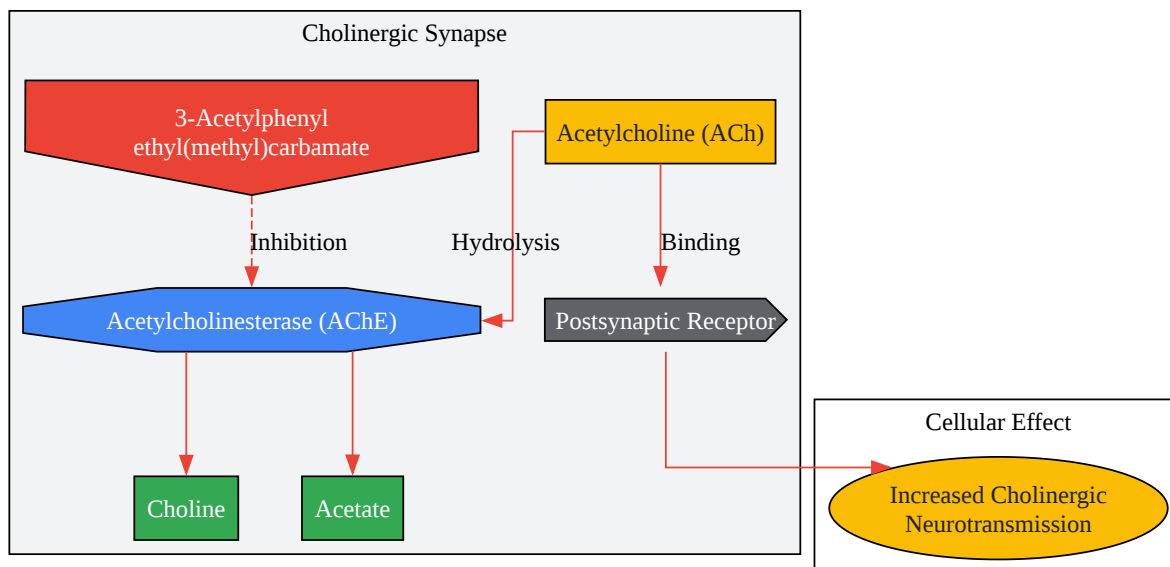 Cholinergic Synapse
3-Acetylphenyl
ethyl(methyl)carbamate
Acetylcholine (ACh)
Inhibition
Hydrolysis
Binding
Acetylcholinesterase (AChE)
Postsynaptic Receptor
Choline
Acetate
Cellular Effect
Increased Cholinergic
Neurotransmission